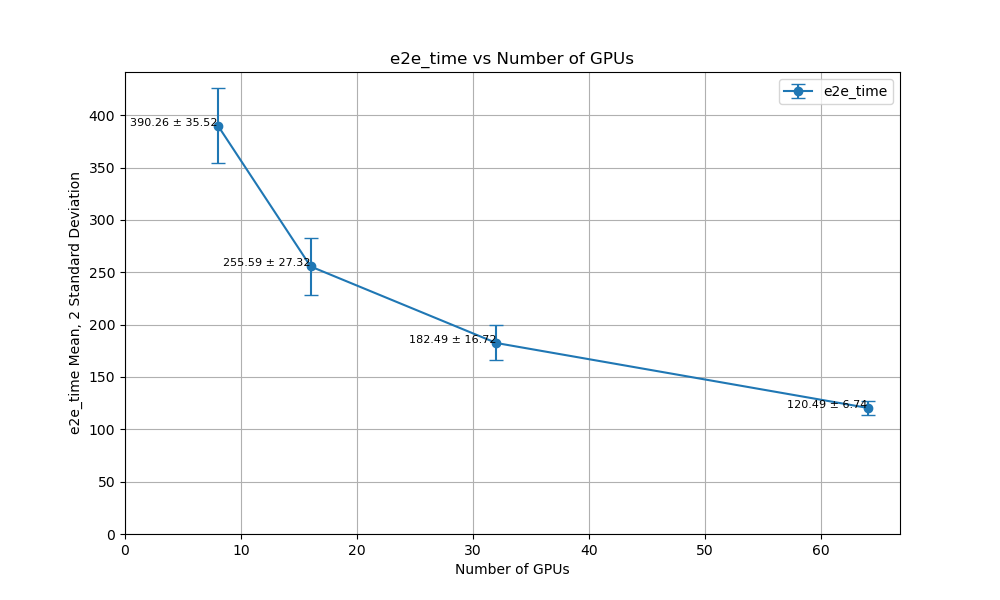 e2e_time vs Number of GPUs
e2e_time
400
350
300
250
200
150
100
50
0
e2e_time Mean, 2 Standard Deviation
390.26 ± 35.52
255.59 ± 27.32
182.49 ± 16.72
120.49 ± 6.74
0 10 20 30 40 50 60
Number of GPUs